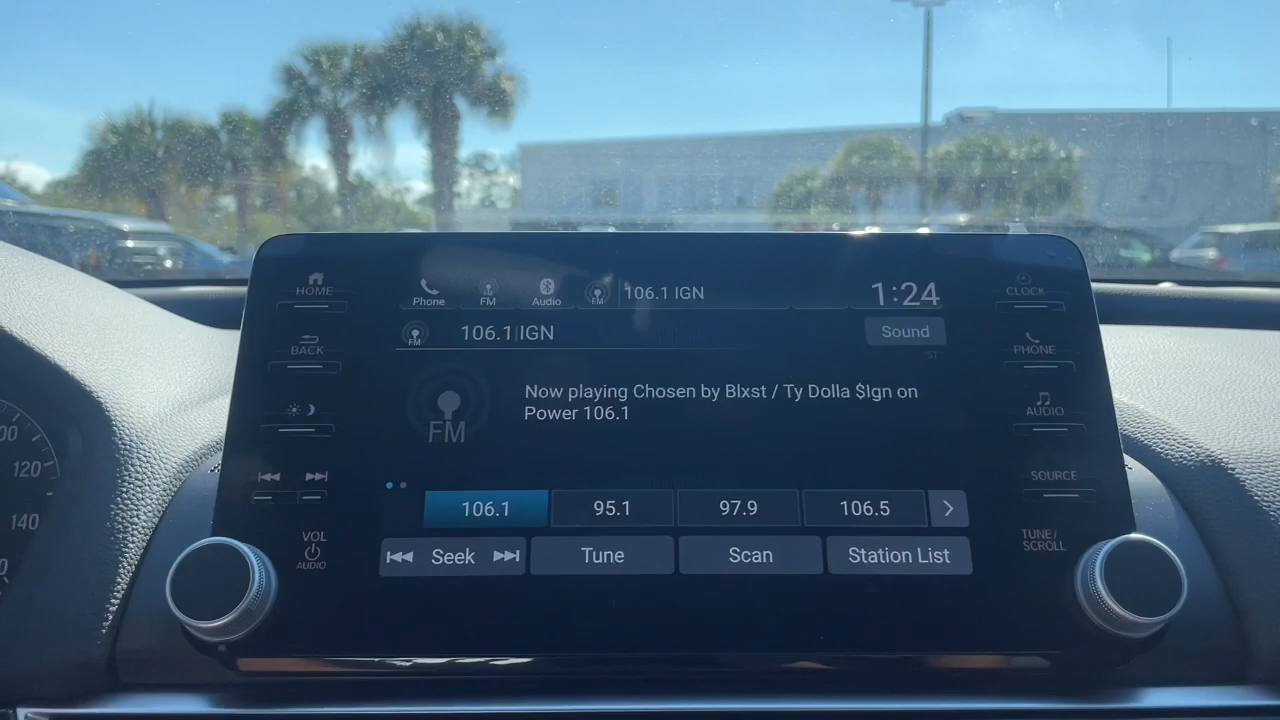 HOME
Phone
FM
Audio
FM
106.1 IGN
1:24
CLOCK
FM
106.1 IGN
Sound
ST
BACK
PHONE
Now playing Chosen by Blxst / Ty Dolla $Ign on
Power 106.1
FM
AUDIO
120
SOURCE
106.1
95.1
97.9
106.5
140
VOL
AUDIO
Seek
Tune
Scan
Station List
TUNE/
SCROLL